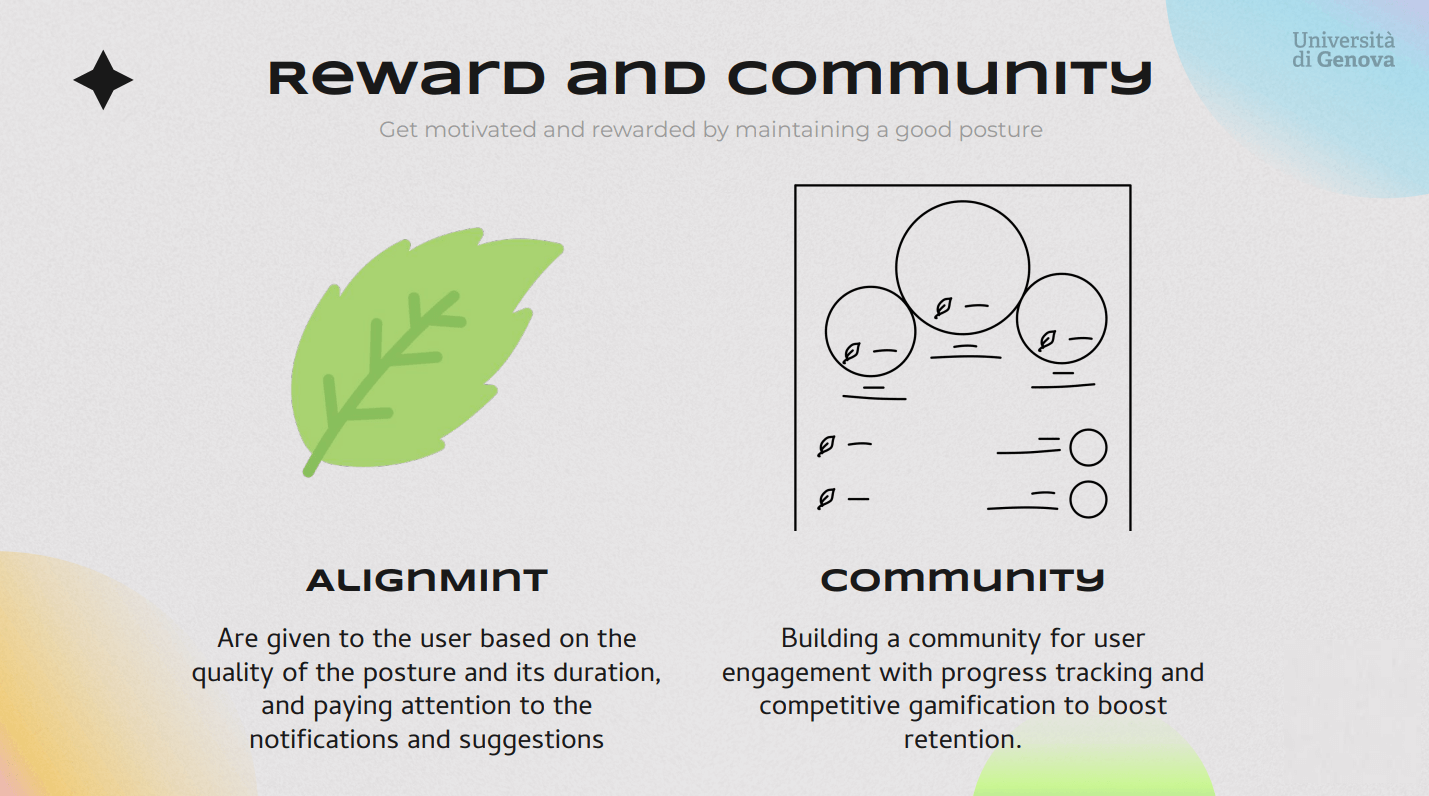 Università
di Genova
Reward and community
Get motivated and rewarded by maintaining a good posture
ALIGNMINT
Are given to the user based on the
quality of the posture and its duration,
and paying attention to the
notifications and suggestions
community
Building a community for user
engagement with progress tracking and
competitive gamification to boost
retention.